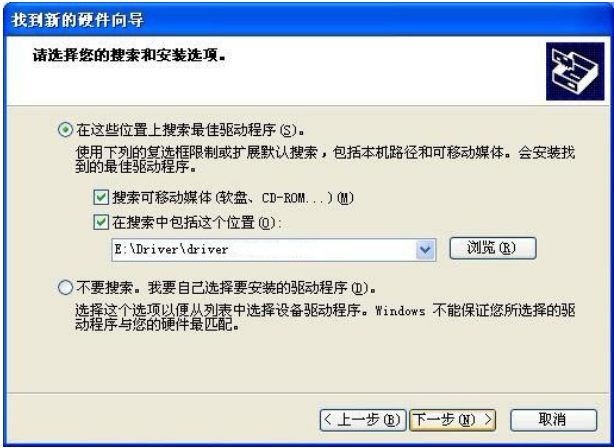 找到新的硬件向导
请选择您的搜索和安装选项。
在这些位置上搜索最佳驱动程序(S)。
使用下列的复选框限制或扩展默认搜索，包括本机路径和可移动媒体。会安装找
到的最佳驱动程序。
搜索可移动媒体(软盘、CD-ROM...)(M)
在搜索中包括这个位置(O):
E:\Driver\driver
浏览(R)
不要搜索。我要自己选择要安装的驱动程序(D)。
选择这个选项以便从列表中选择设备驱动程序。Windows 不能保证您所选择的驱
动程序与您的硬件最匹配。
< 上一步(B) 下一步(N) > 取消